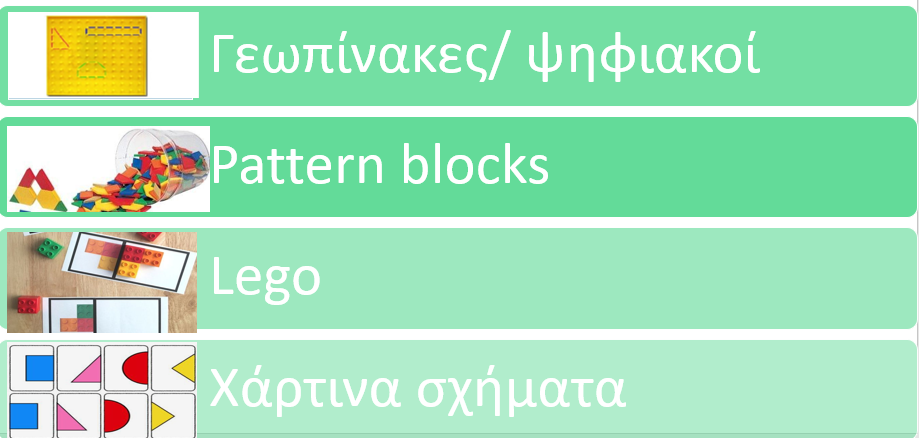 Γεωπίνακες/ ψηφιακοί
Pattern blocks
Lego
Χάρτινα σχήματα